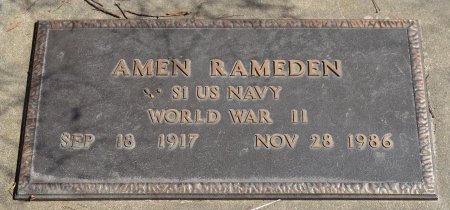 AMEN RAMEDEN
S1 US NAVY
WORLD WAR II
SEP 18 1917 NOV 28 1986